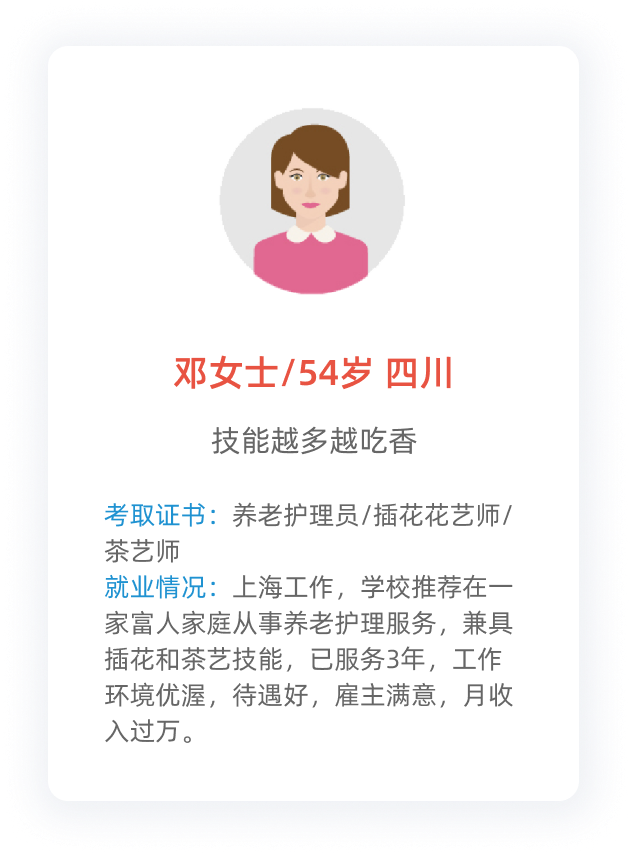 邓女士/54岁 四川
技能越多越吃香
考取证书：养老护理员/插花花艺师/
茶艺师
就业情况：上海工作，学校推荐在一
家富人家庭从事养老护理服务，兼具
插花和茶艺技能，已服务3年，工作
环境优渥，待遇好，雇主满意，月收
入过万。